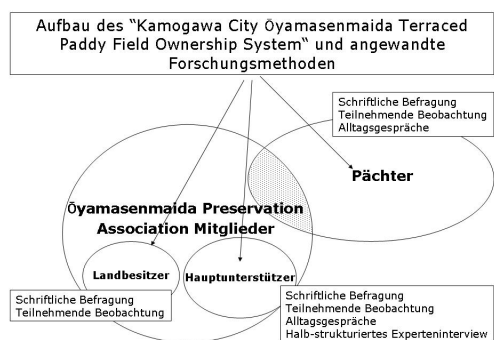 Aufbau des “Kamogawa City Ōyamasenmaida Terraced
Paddy Field Ownership System“ und angewandte
Forschungsmethoden
Schriftliche Befragung
Teilnehmende Beobachtung
Alltagsgespräche
Pächter
Ōyamasenmaida Preservation
Association Mitglieder
Landbesitzer
Hauptunterstützer
Schriftliche Befragung
Teilnehmende Beobachtung
Schriftliche Befragung
Teilnehmende Beobachtung
Alltagsgespräche
Halb-strukturiertes Experteninterview